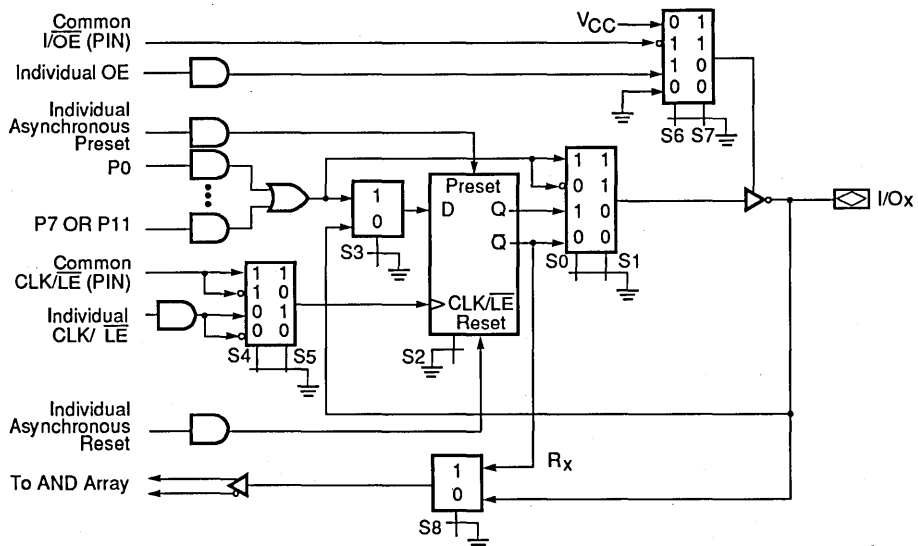 Common
I/OE (PIN)
VCC
0 1
1 1
1 0
0 0
Individual OE
S6 S7
Individual
Asynchronous
Preset
P0
P7 OR P11
1
0
S3
Preset
D Q
Q
CLK/LE
Reset
S2
1 1
0 1
1 0
0 0
S0 S1
I/Ox
Common
CLK/LE (PIN)
Individual
CLK/ LE
1 1
1 0
0 1
0 0
S4 S5
Individual
Asynchronous
Reset
To AND Array
1
0
S8
Rx